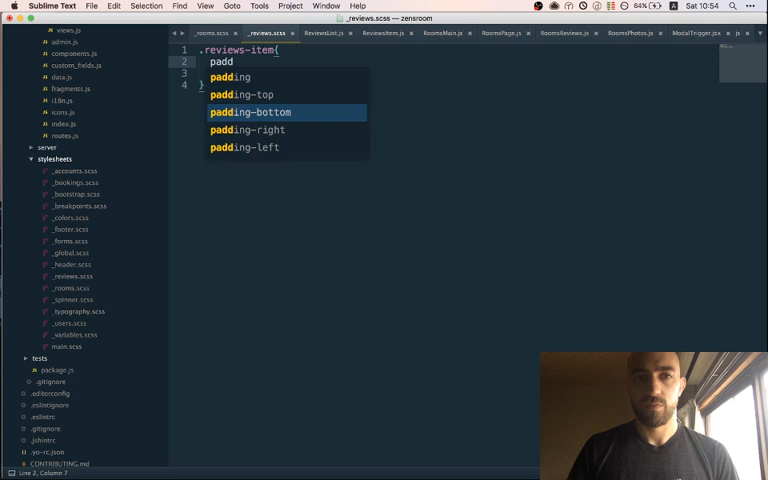 Sublime Text File Edit Selection Find View Goto Tools Project Window Help 64% Sat 10:54
_reviews.scss — zensroom
_rooms.scss × _reviews.scss × ReviewsList.js × ReviewsItem.js × RoomsMain.js × RoomsPage.js × RoomsReviews.js × RoomsPhotos.js × ModalTrigger.jsx × js ×
views.js
admin.js
components.js
custom_fields.js
data.js
fragments.js
i18n.js
icons.js
index.js
routes.js
server
stylesheets
_accounts.scss
_bookings.scss
_bootstrap.scss
_breakpoints.scss
_colors.scss
_footer.scss
_forms.scss
_global.scss
_header.scss
_reviews.scss
_rooms.scss
_spinner.scss
_typography.scss
_users.scss
_variables.scss
main.scss
tests
package.js
.gitignore
.editorconfig
.eslintignore
.eslintrc
.gitignore
.jshintrc
.yo-rc.json
CONTRIBUTING.md
1 .reviews-item{
2 padd
3
4 }
padding
padding-top
padding-bottom
padding-right
padding-left
Line 2, Column 7